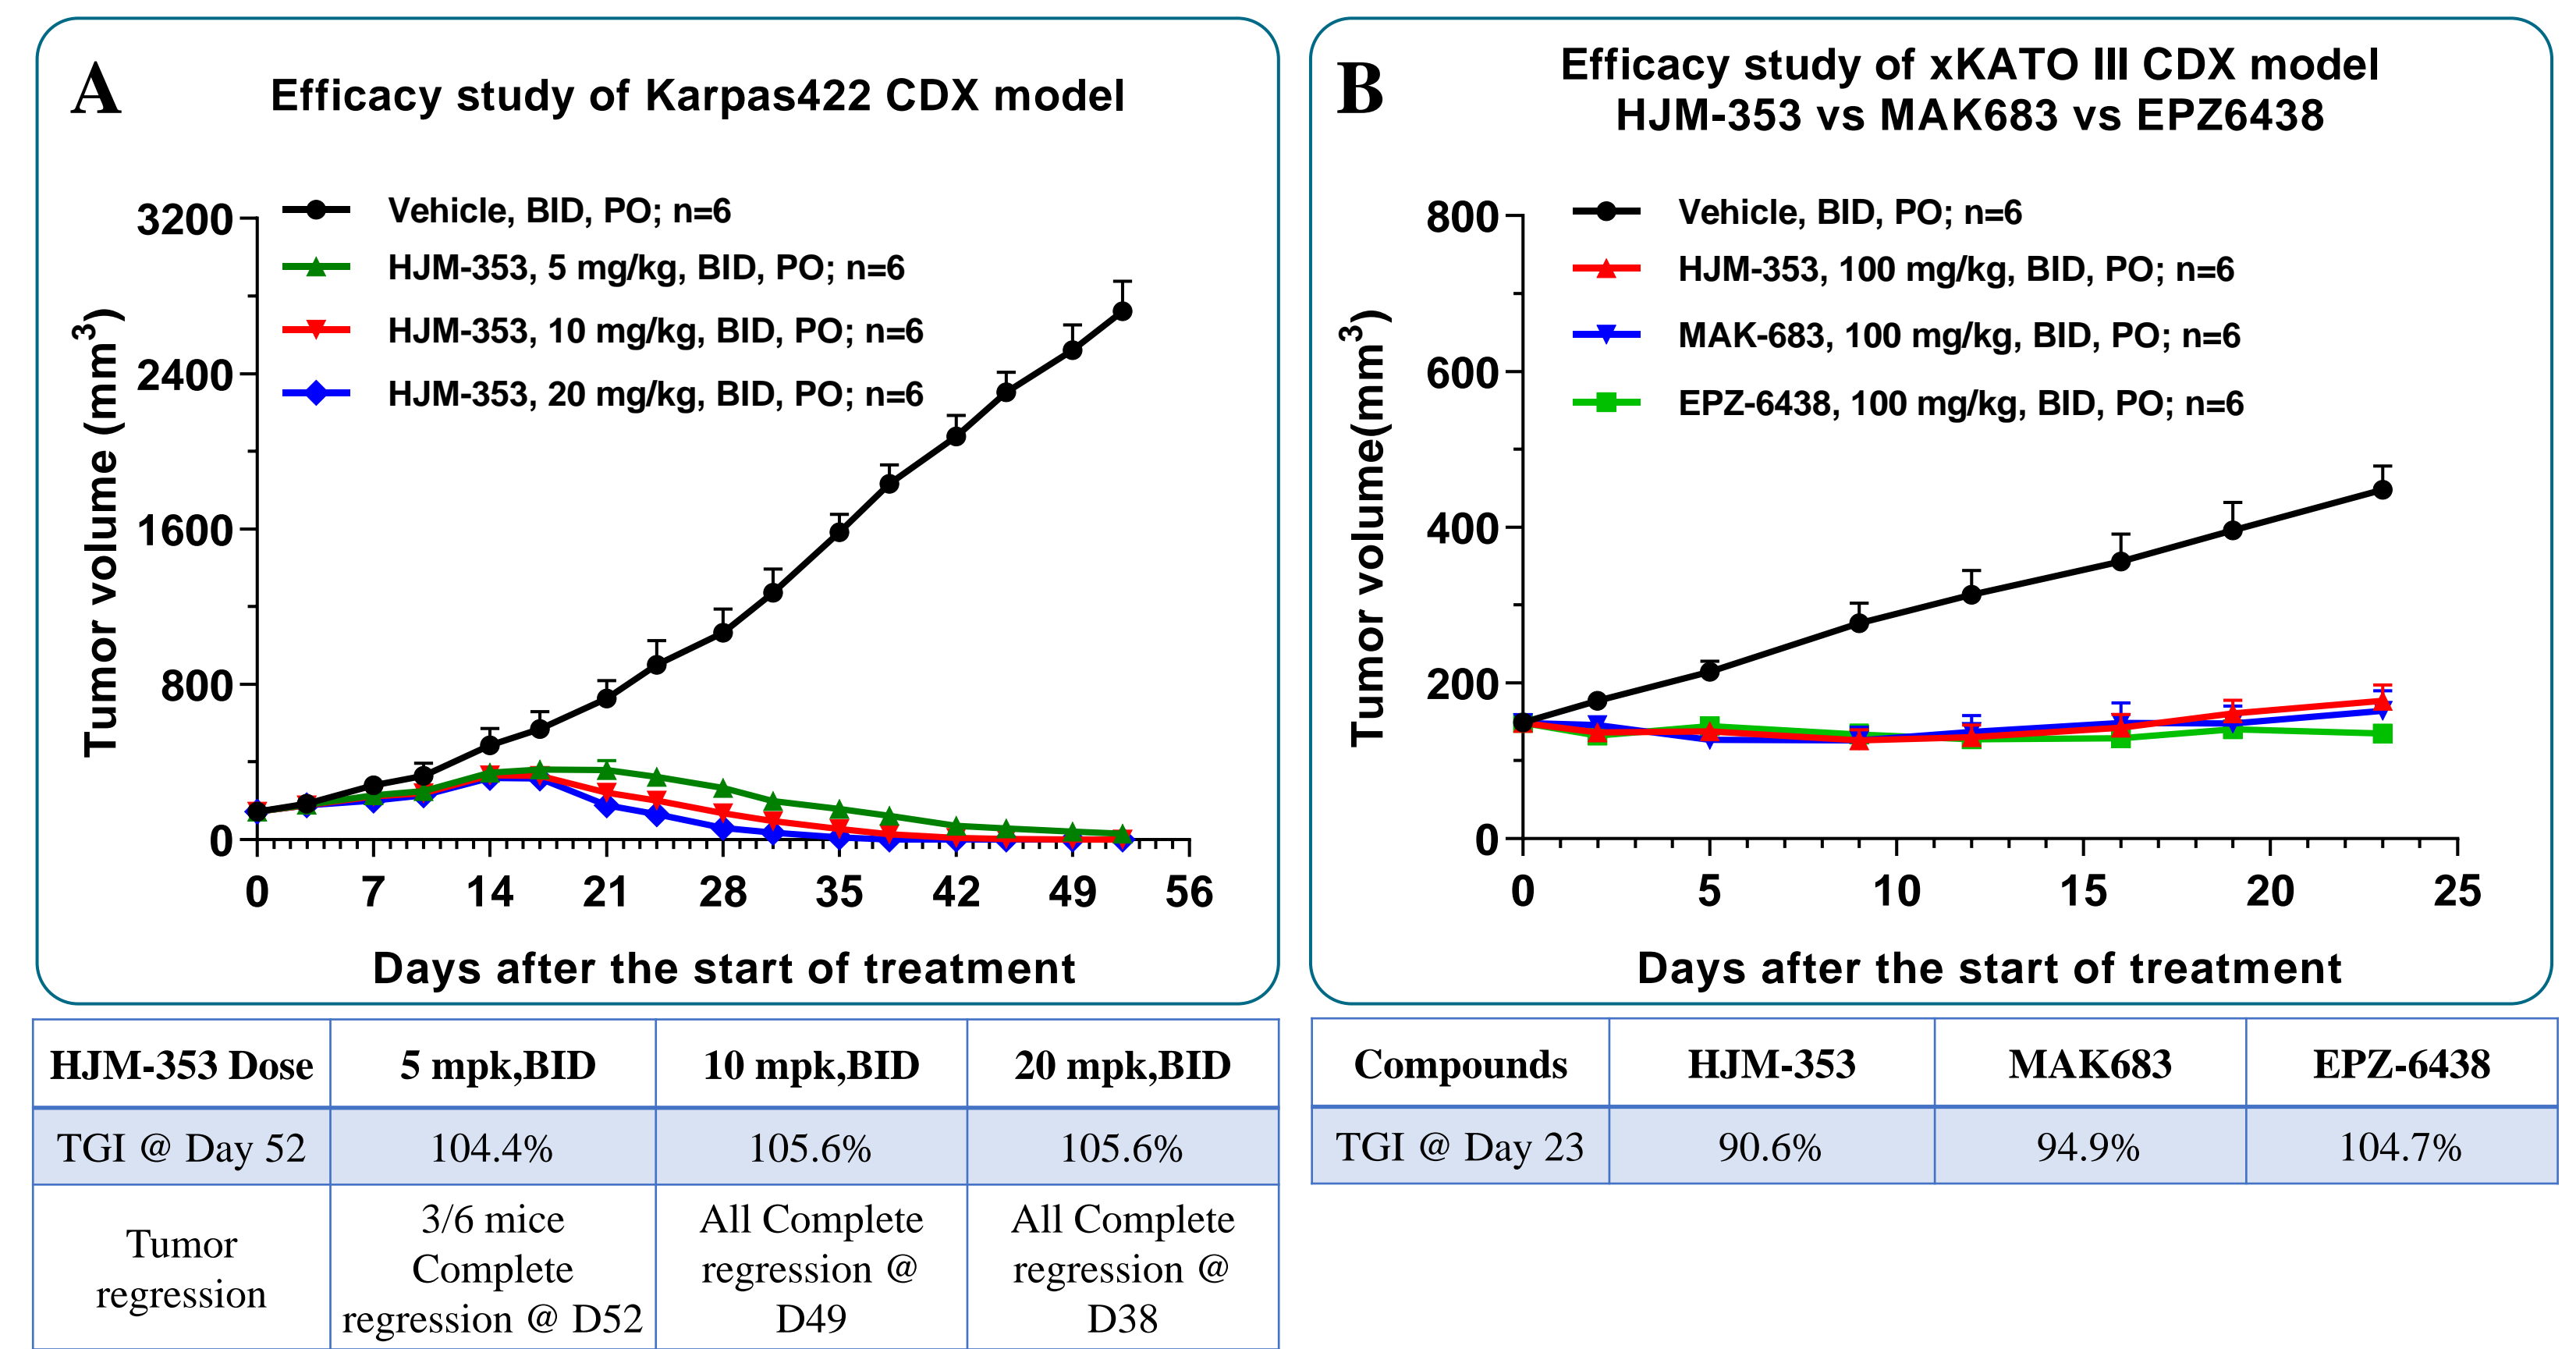 A
Efficacy study of Karpas422 CDX model
Vehicle, BID, PO; n=6
HJM-353, 5 mg/kg, BID, PO; n=6
HJM-353, 10 mg/kg, BID, PO; n=6
HJM-353, 20 mg/kg, BID, PO; n=6
Tumor volume (mm³)
3200
2400
1600
800
0
0 7 14 21 28 35 42 49 56
Days after the start of treatment
B
Efficacy study of xKATO III CDX model
HJM-353 vs MAK683 vs EPZ6438
Vehicle, BID, PO; n=6
HJM-353, 100 mg/kg, BID, PO; n=6
MAK-683, 100 mg/kg, BID, PO; n=6
EPZ-6438, 100 mg/kg, BID, PO; n=6
Tumor volume(mm³)
800
600
400
200
0
0 5 10 15 20 25
Days after the start of treatment
HJM-353 Dose 5 mpk,BID 10 mpk,BID 20 mpk,BID
TGI @ Day 52 104.4% 105.6% 105.6%
Tumor
regression
3/6 mice
Complete
regression @ D52
All Complete
regression @
D49
All Complete
regression @
D38
Compounds HJM-353 MAK683 EPZ-6438
TGI @ Day 23 90.6% 94.9% 104.7%